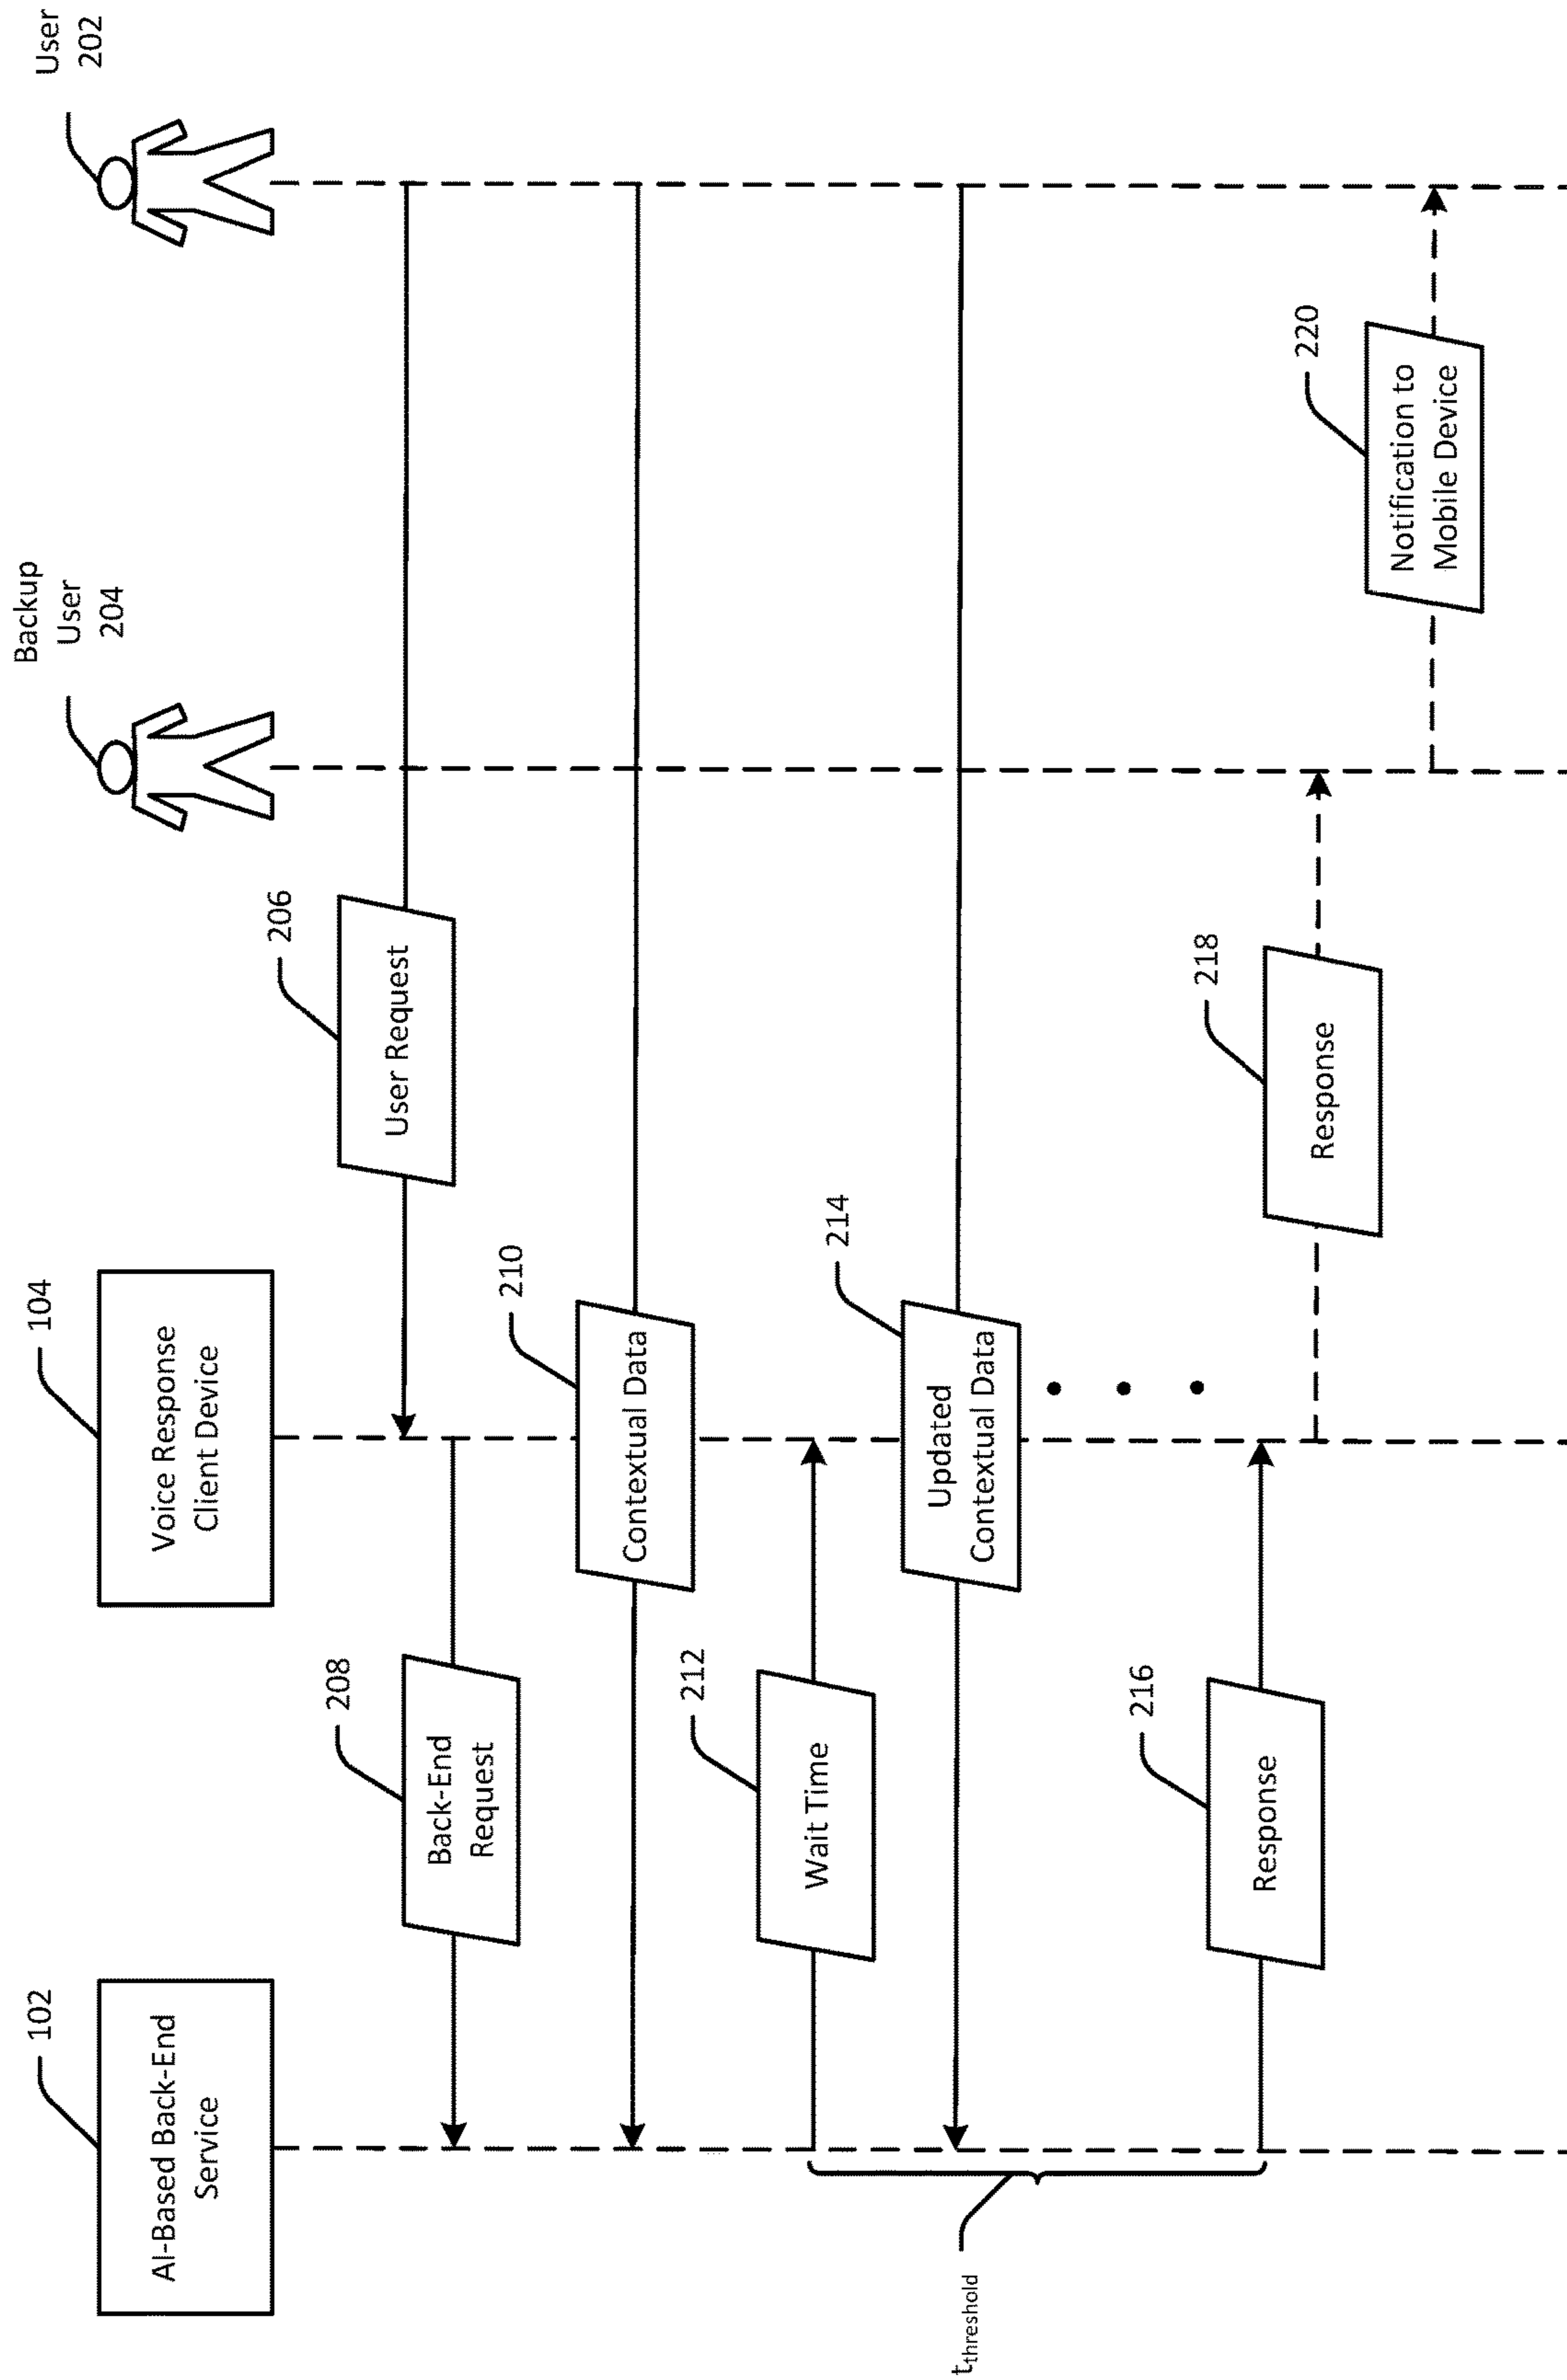 AI-Based Back-End
Service
102
Voice Response
Client Device
104
Backup
User
204
User
202
User Request
206
Back-End
Request
208
Contextual Data
210
Wait Time
212
Updated
Contextual Data
214
tthreshold
Response
216
Response
218
Notification to
Mobile Device
220